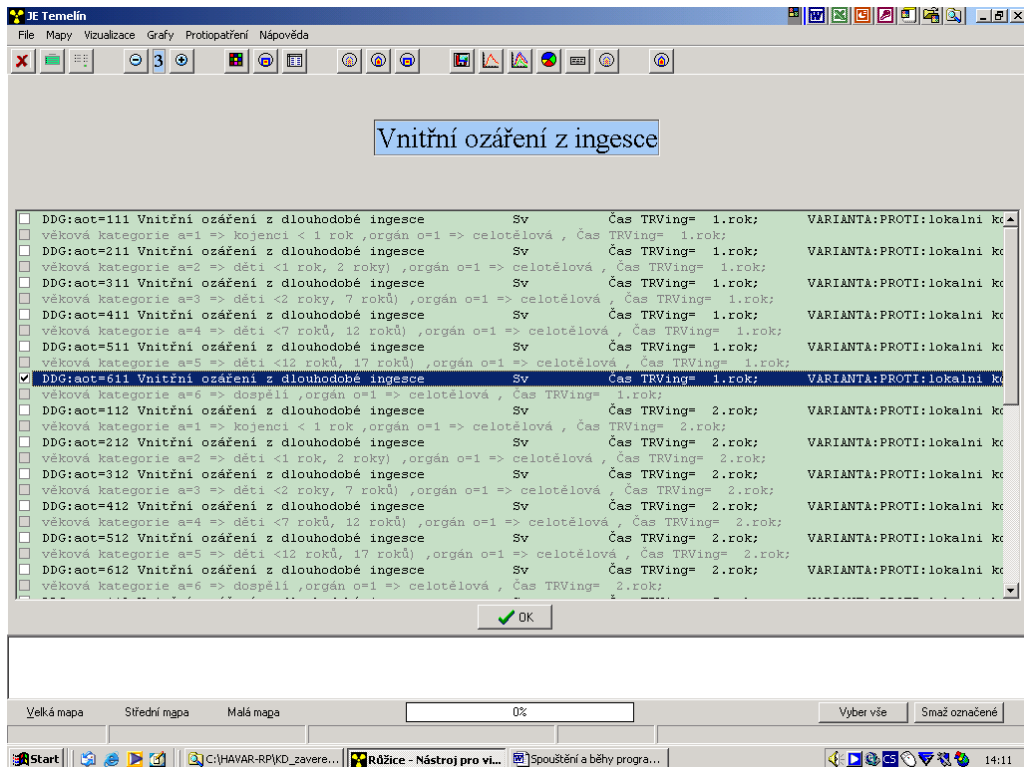 JE Temelín
File Mapy Vizualizace Grafy Protiopatření Nápověda
3
Vnitřní ozáření z ingesce
DDG:aot=111 Vnitřní ozáření z dlouhodobé ingesce Sv Čas TRVing= 1.rok; VARIANTA:PROTI:lokalni
věková kategorie a=1 => kojenci < 1 rok ,orgán o=1 => celotělová , Čas TRVing= 1.rok;
DDG:aot=211 Vnitřní ozáření z dlouhodobé ingesce Sv Čas TRVing= 1.rok; VARIANTA:PROTI:lokalni
věková kategorie a=2 => děti <1 rok, 2 roky) ,orgán o=1 => celotělová , Čas TRVing= 1.rok;
DDG:aot=311 Vnitřní ozáření z dlouhodobé ingesce Sv Čas TRVing= 1.rok; VARIANTA:PROTI:lokalni
věková kategorie a=3 => děti <2 roky, 7 roků) ,orgán o=1 => celotělová , Čas TRVing= 1.rok;
DDG:aot=411 Vnitřní ozáření z dlouhodobé ingesce Sv Čas TRVing= 1.rok; VARIANTA:PROTI:lokalni
věková kategorie a=4 => děti <7 roků, 12 roků) ,orgán o=1 => celotělová , Čas TRVing= 1.rok;
DDG:aot=511 Vnitřní ozáření z dlouhodobé ingesce Sv Čas TRVing= 1.rok; VARIANTA:PROTI:lokalni
věková kategorie a=5 => děti <12 roků, 17 roků) ,orgán o=1 => celotělová , Čas TRVing= 1.rok;
DDG:aot=611 Vnitřní ozáření z dlouhodobé ingesce Sv Čas TRVing= 1.rok; VARIANTA:PROTI:lokalni
věková kategorie a=6 => dospělí ,orgán o=1 => celotělová , Čas TRVing= 1.rok;
DDG:aot=112 Vnitřní ozáření z dlouhodobé ingesce Sv Čas TRVing= 2.rok; VARIANTA:PROTI:lokalni
věková kategorie a=1 => kojenci < 1 rok ,orgán o=1 => celotělová , Čas TRVing= 2.rok;
DDG:aot=212 Vnitřní ozáření z dlouhodobé ingesce Sv Čas TRVing= 2.rok; VARIANTA:PROTI:lokalni
věková kategorie a=2 => děti <1 rok, 2 roky) ,orgán o=1 => celotělová , Čas TRVing= 2.rok;
DDG:aot=312 Vnitřní ozáření z dlouhodobé ingesce Sv Čas TRVing= 2.rok; VARIANTA:PROTI:lokalni
věková kategorie a=3 => děti <2 roky, 7 roků) ,orgán o=1 => celotělová , Čas TRVing= 2.rok;
DDG:aot=412 Vnitřní ozáření z dlouhodobé ingesce Sv Čas TRVing= 2.rok; VARIANTA:PROTI:lokalni
věková kategorie a=4 => děti <7 roků, 12 roků) ,orgán o=1 => celotělová , Čas TRVing= 2.rok;
DDG:aot=512 Vnitřní ozáření z dlouhodobé ingesce Sv Čas TRVing= 2.rok; VARIANTA:PROTI:lokalni
věková kategorie a=5 => děti <12 roků, 17 roků) ,orgán o=1 => celotělová , Čas TRVing= 2.rok;
DDG:aot=612 Vnitřní ozáření z dlouhodobé ingesce Sv Čas TRVing= 2.rok; VARIANTA:PROTI:lokalni
věková kategorie a=6 => dospělí ,orgán o=1 => celotělová , Čas TRVing= 2.rok;
OK
Velká mapa Střední mapa Malá mapa 0% Vyber vše Smaž označené
Start C:\HAVAR-RP\KD_zavere... Růžice - Nástroj pro vi... Spouštění a běhy progra... CS 14:11